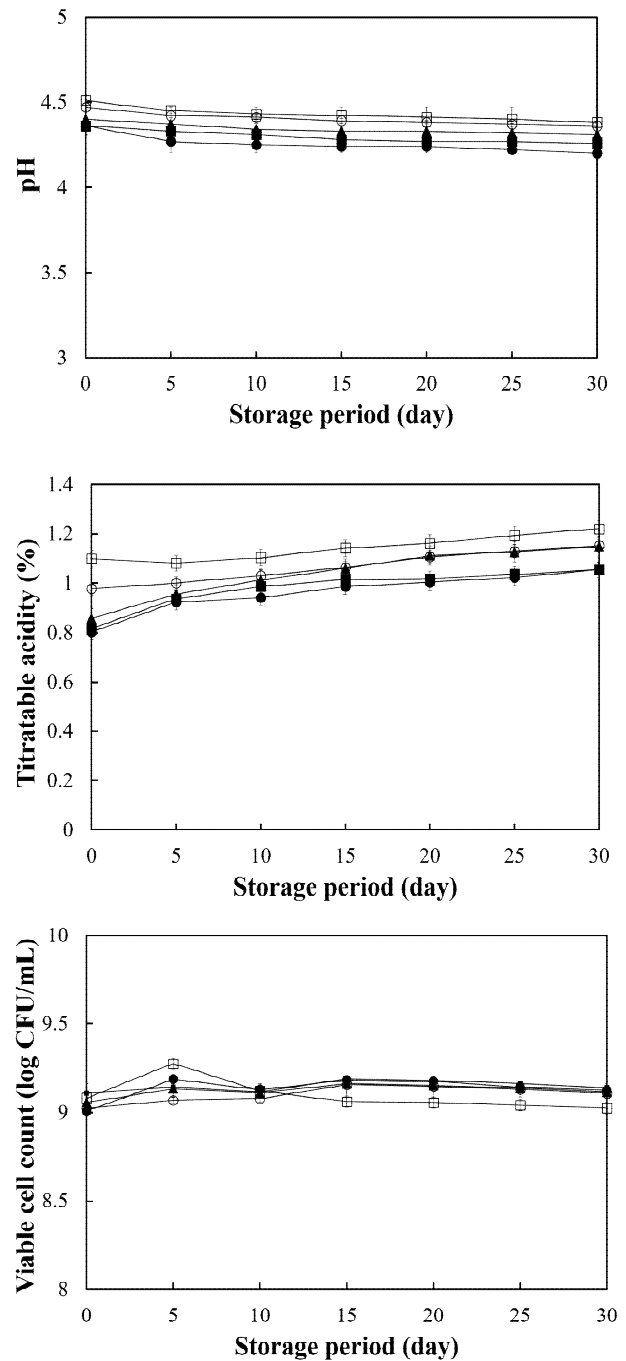 5
4.5
4
3.5
3
pH
0 5 10 15 20 25 30
Storage period (day)
1.4
1.2
1
0.8
0.6
0.4
0.2
0
Titratable acidity (%)
0 5 10 15 20 25 30
Storage period (day)
10
9.5
9
8.5
8
Viable cell count (log CFU/mL)
0 5 10 15 20 25 30
Storage period (day)